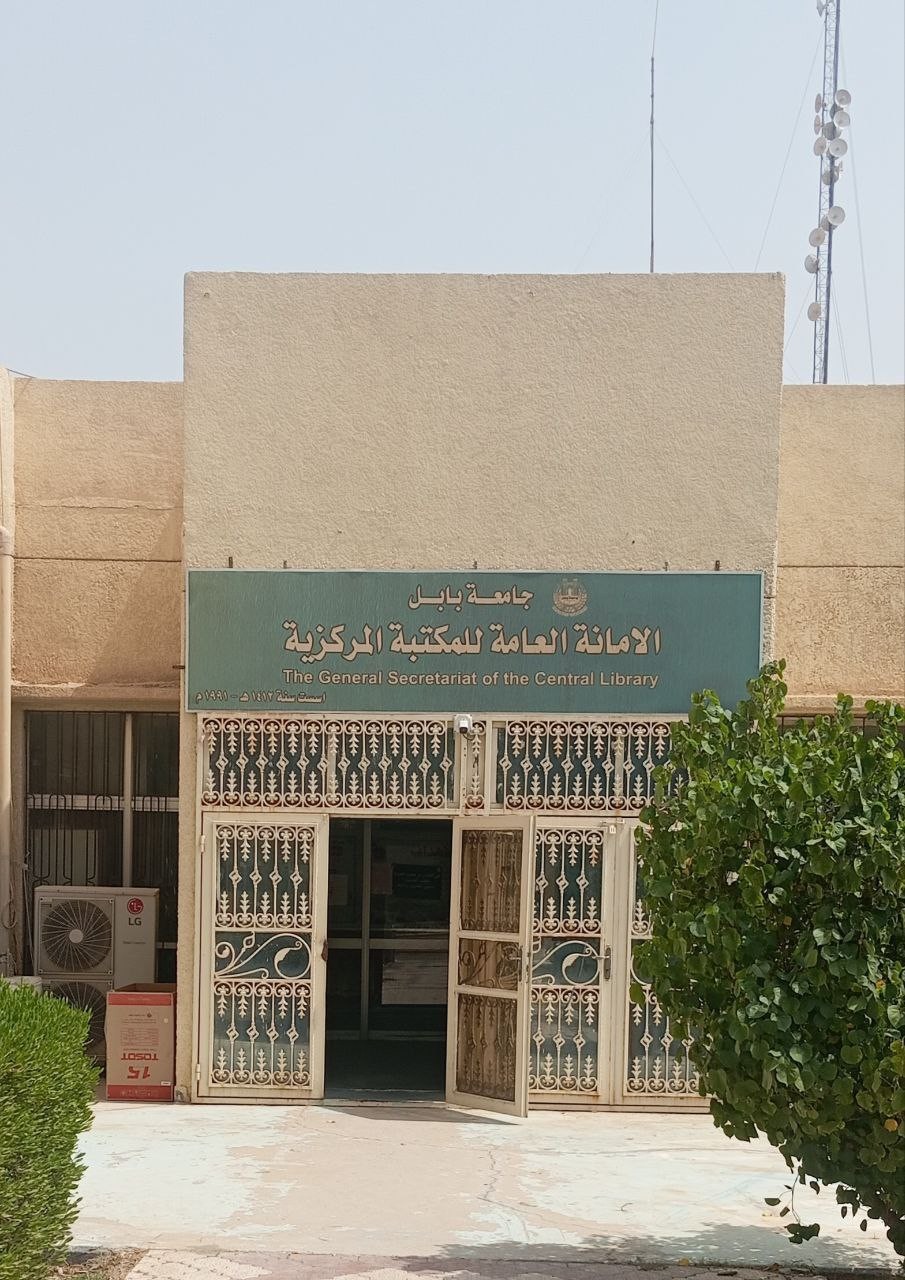 جامعة بابل
الامانة العامة للمكتبة المركزية
The General Secretariat of the Central Library
اسست سنة ١٤١٢ هـ - ١٩٩١ م
LG
TOSOT
15